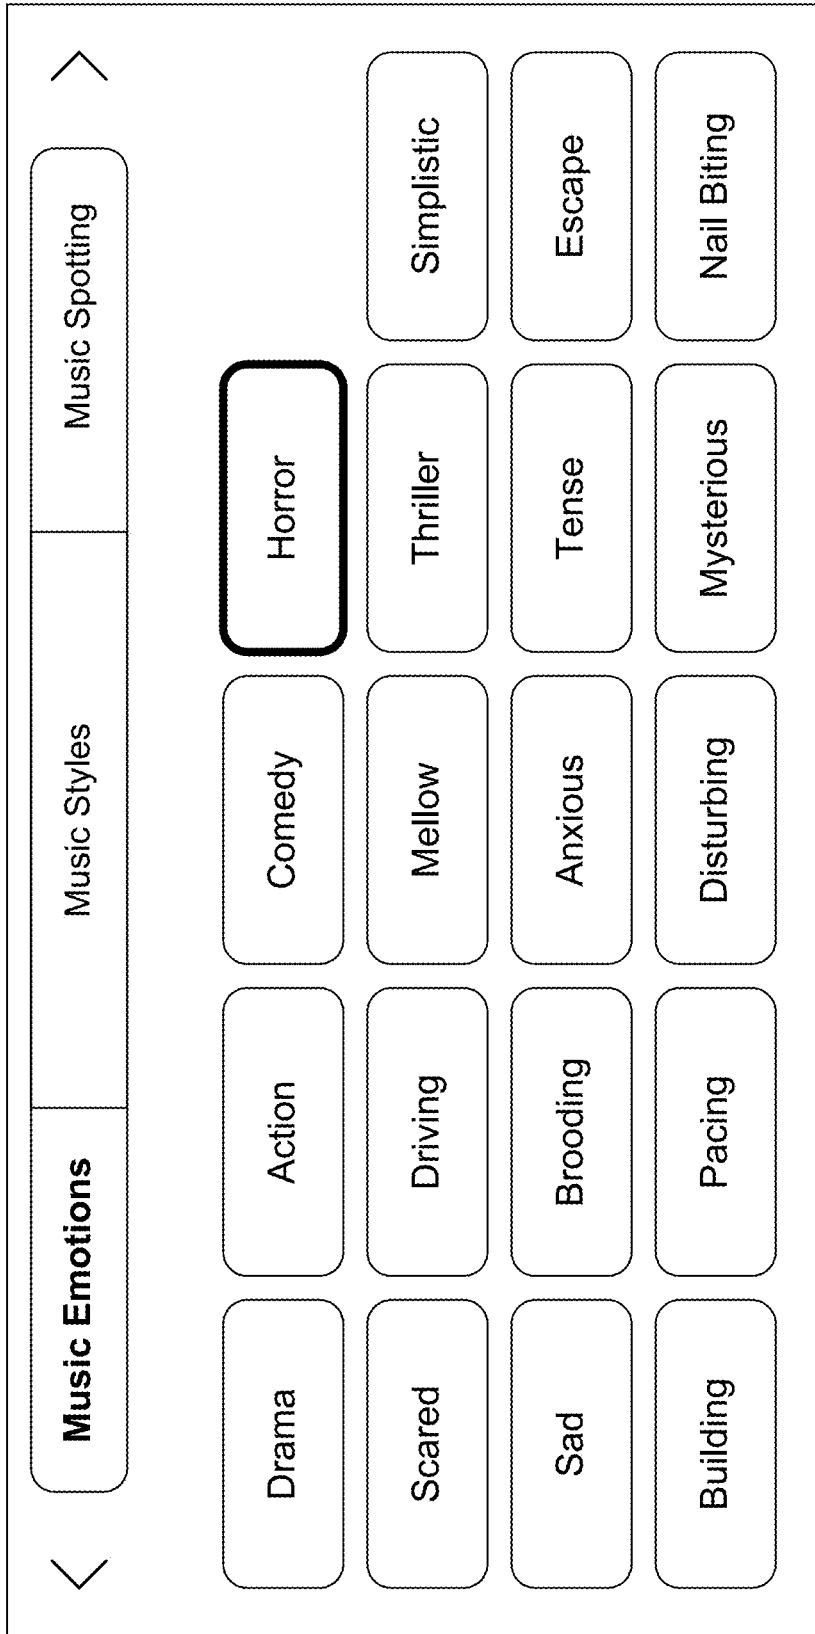 Music Emotions Music Styles Music Spotting
Drama Action Comedy Horror
Scared Driving Mellow Thriller Simplistic
Sad Brooding Anxious Tense Escape
Building Pacing Disturbing Mysterious Nail Biting